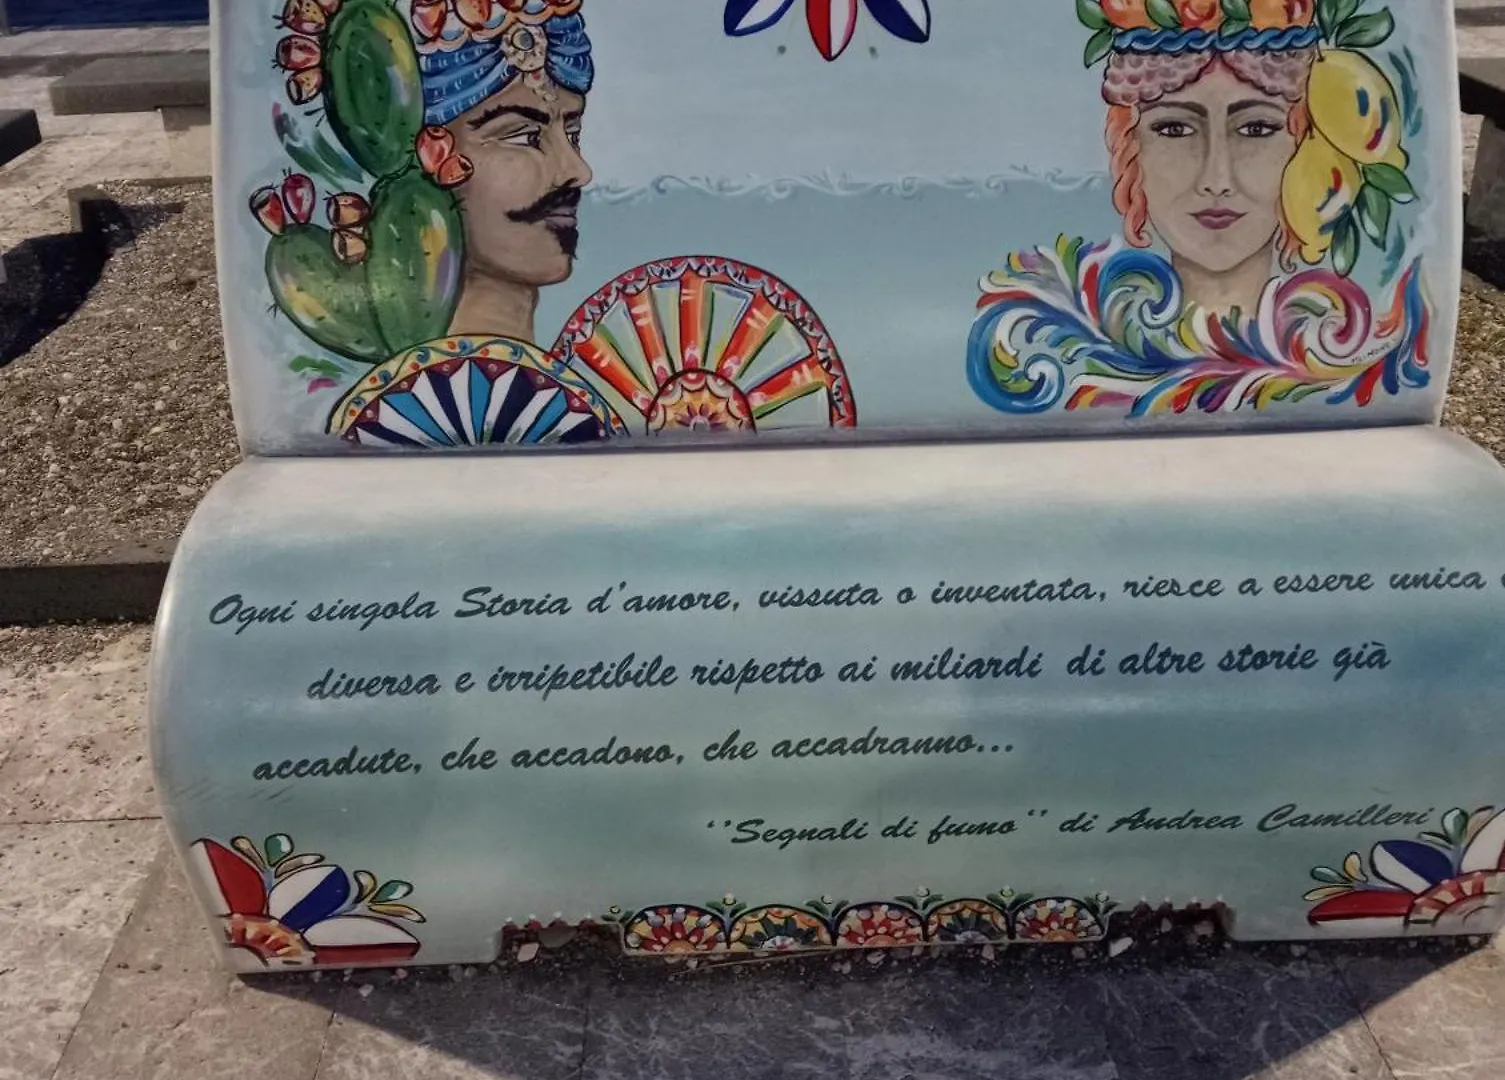 Ogni singola Storia d'amore, vissuta o inventata, riesce a essere unica
diversa e irripetibile rispetto ai miliardi di altre storie già
accadute, che accadono, che accadranno...
‘’Segnali di fumo‘’ di Andrea Camilleri